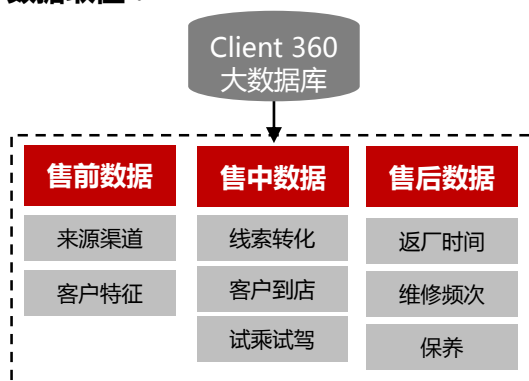 Client 360
大数据库
售前数据
售中数据
售后数据
来源渠道
线索转化
返厂时间
客户特征
客户到店
维修频次
试乘试驾
保养